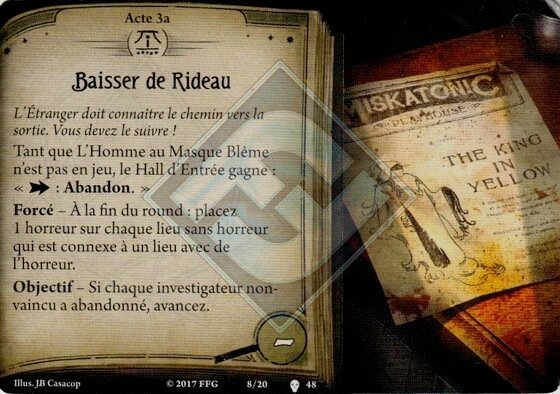 Acte 3a
Baisser de Rideau
L'Étranger doit connaître le chemin vers la
sortie. Vous devez le suivre !
Tant que L'Homme au Masque Blême
n'est pas en jeu, le Hall d'Entrée gagne :
« : Abandon. »
Forcé – À la fin du round : placez
1 horreur sur chaque lieu sans horreur
qui est connexe à un lieu avec de
l'horreur.
Objectif – Si chaque investigateur non-
vaincu a abandonné, avancez.
–
MISKATONIC
PLAYHOUSE
THE KING
IN
YELLOW
Illus. JB Casacop
© 2017 FFG
8/20
48